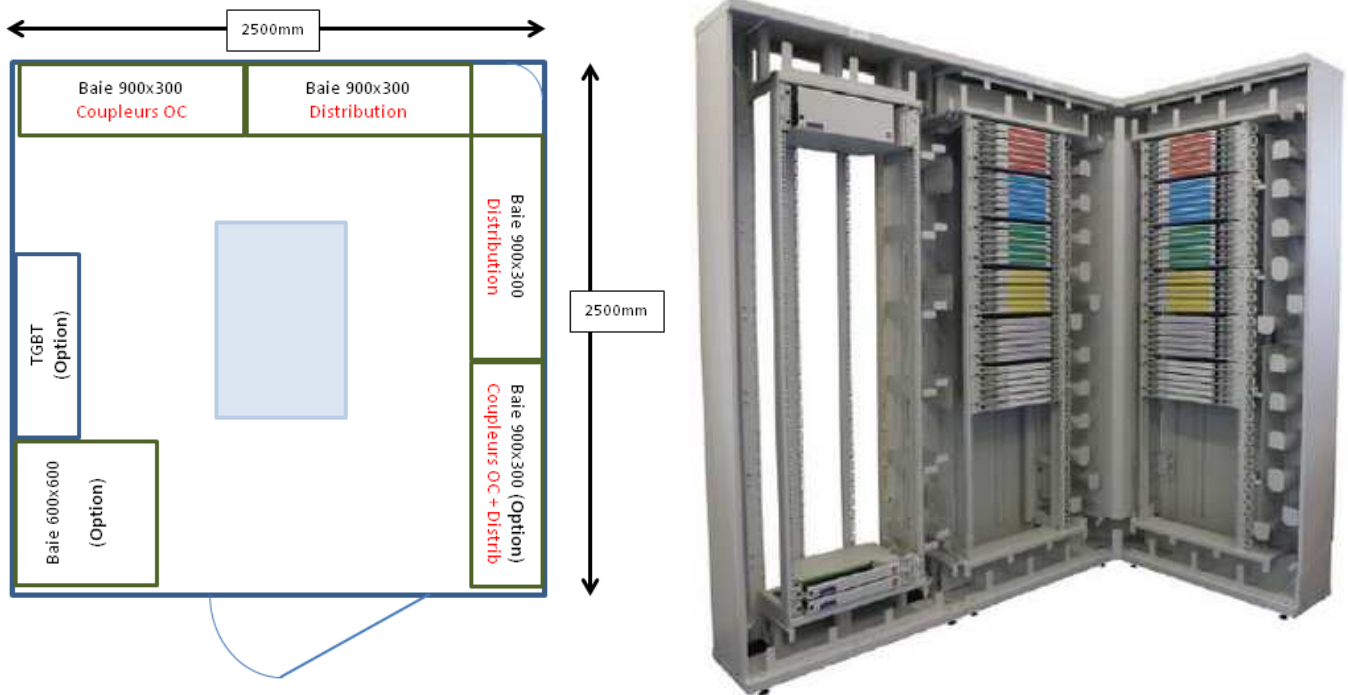 2500mm
Baie 900x300
Coupleurs OC
Baie 900x300
Distribution
Baie 900x300
Distribution
2500mm
TGBT
(Option)
Baie 900x300 (Option)
Coupleurs OC + Distrib
Baie 600x600
(Option)